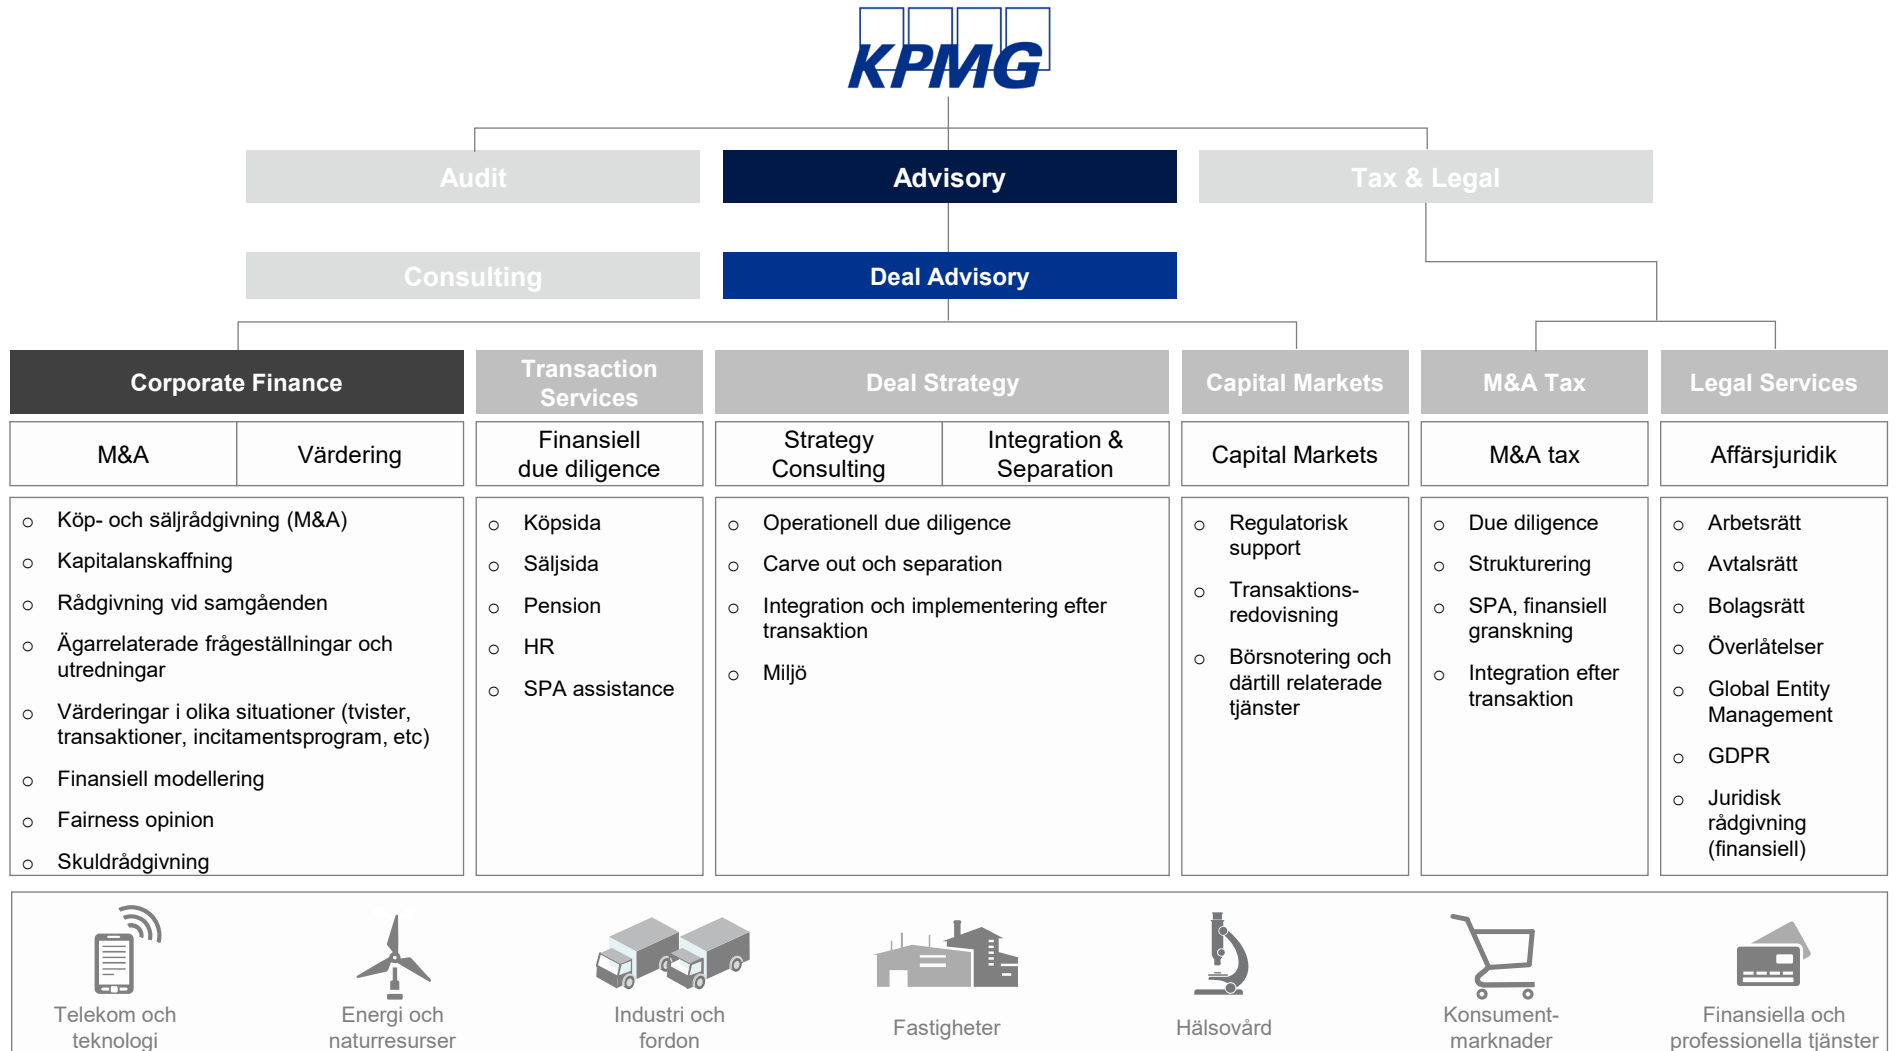 KPMG
Audit
Advisory
Tax & Legal
Consulting
Deal Advisory
Corporate Finance
Transaction
Services
Deal Strategy
Capital Markets
M&A Tax
Legal Services
M&A
Värdering
Finansiell
due diligence
Strategy
Consulting
Integration &
Separation
Capital Markets
M&A tax
Affärsjuridik
o Köp- och säljrådgivning (M&A)
o Kapitalanskaffning
o Rådgivning vid samgåenden
o Ägarrelaterade frågeställningar och
utredningar
o Värderingar i olika situationer (tvister,
transaktioner, incitamentsprogram, etc)
o Finansiell modellering
o Fairness opinion
o Skuldrådgivning
o Köpsida
o Säljsida
o Pension
o HR
o SPA assistance
o Operationell due diligence
o Carve out och separation
o Integration och implementering efter
transaktion
o Miljö
o Regulatorisk
support
o Transaktions-
redovisning
o Börsnotering och
därtill relaterade
tjänster
o Due diligence
o Strukturering
o SPA, finansiell
granskning
o Integration efter
transaktion
o Arbetsrätt
o Avtalsrätt
o Bolagsrätt
o Överlåtelser
o Global Entity
Management
o GDPR
o Juridisk
rådgivning
(finansiell)
Telekom och
teknologi
Energi och
naturresurser
Industri och
fordon
Fastigheter
Hälsovård
Konsument-
marknader
Finansiella och
professionella tjänster